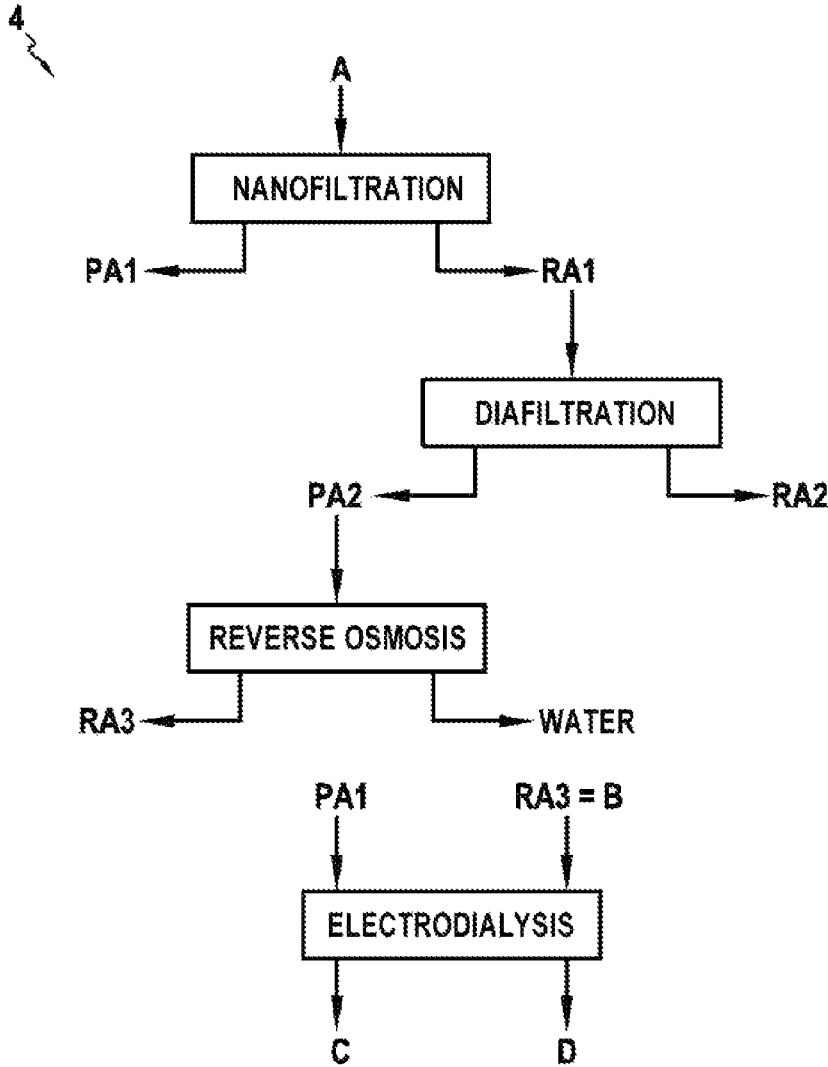 4
A
NANOFILTRATION
PA1 RA1
DIAFILTRATION
PA2 RA2
REVERSE OSMOSIS
RA3 WATER
PA1 RA3 = B
ELECTRODIALYSIS
C D